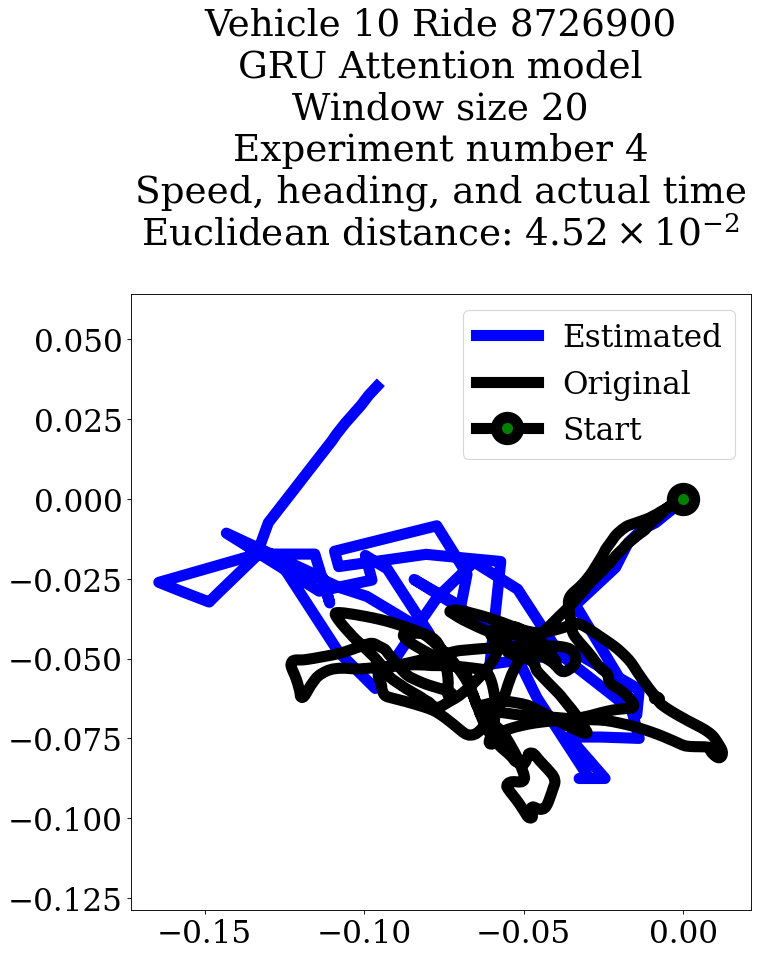 Vehicle 10 Ride 8726900
GRU Attention model
Window size 20
Experiment number 4
Speed, heading, and actual time
Euclidean distance: 4.52 × 10⁻²
Estimated
Original
Start
0.050
0.025
0.000
−0.025
−0.050
−0.075
−0.100
−0.125
−0.15
−0.10
−0.05
0.00